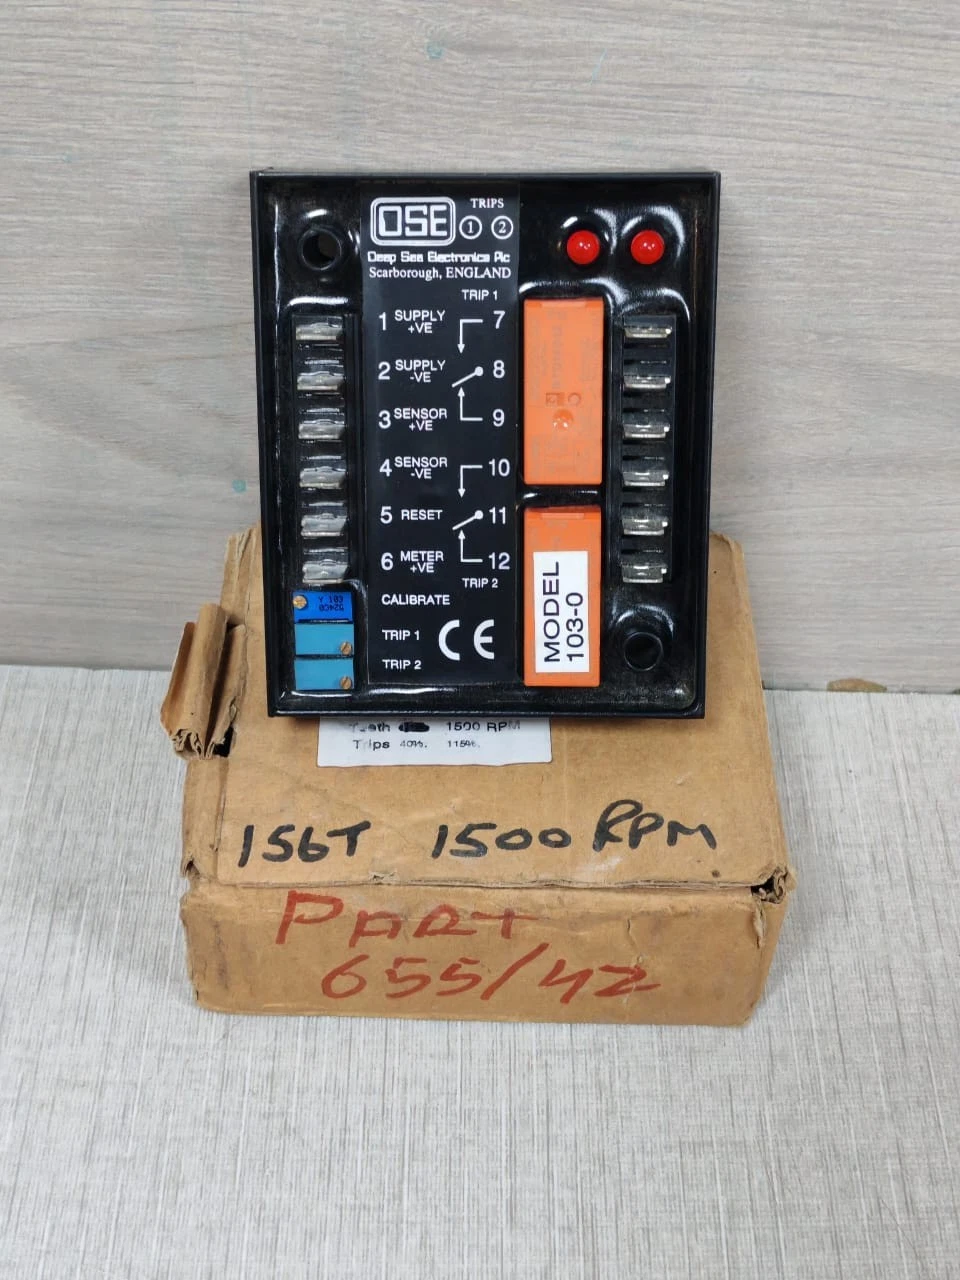 DSE
TRIPS
1 2
Deep Sea Electronics Plc
Scarborough, ENGLAND
TRIP 1
1 SUPPLY +VE 7
2 SUPPLY -VE 8
3 SENSOR +VE 9
4 SENSOR -VE 10
5 RESET 11
6 METER +VE 12
TRIP 2
CALIBRATE
TRIP 1
TRIP 2
CE
MODEL
103-0
Teeth 1500 RPM
Trips 40%. 115%.
156T 1500 RPM
PART
655/42